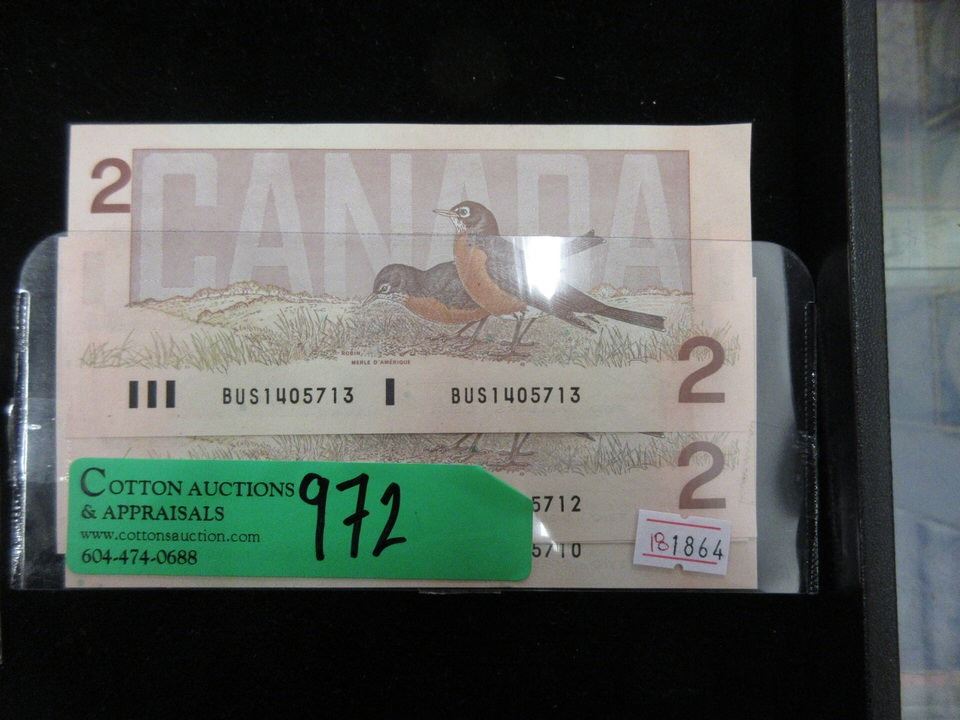 2
CANADA
ROBIN
MERLE D'AMÉRIQUE
BUS1405713 BUS1405713
2
2
5712
5710
COTTON AUCTIONS
& APPRAISALS
www.cottonsauction.com
604-474-0688
972
181864